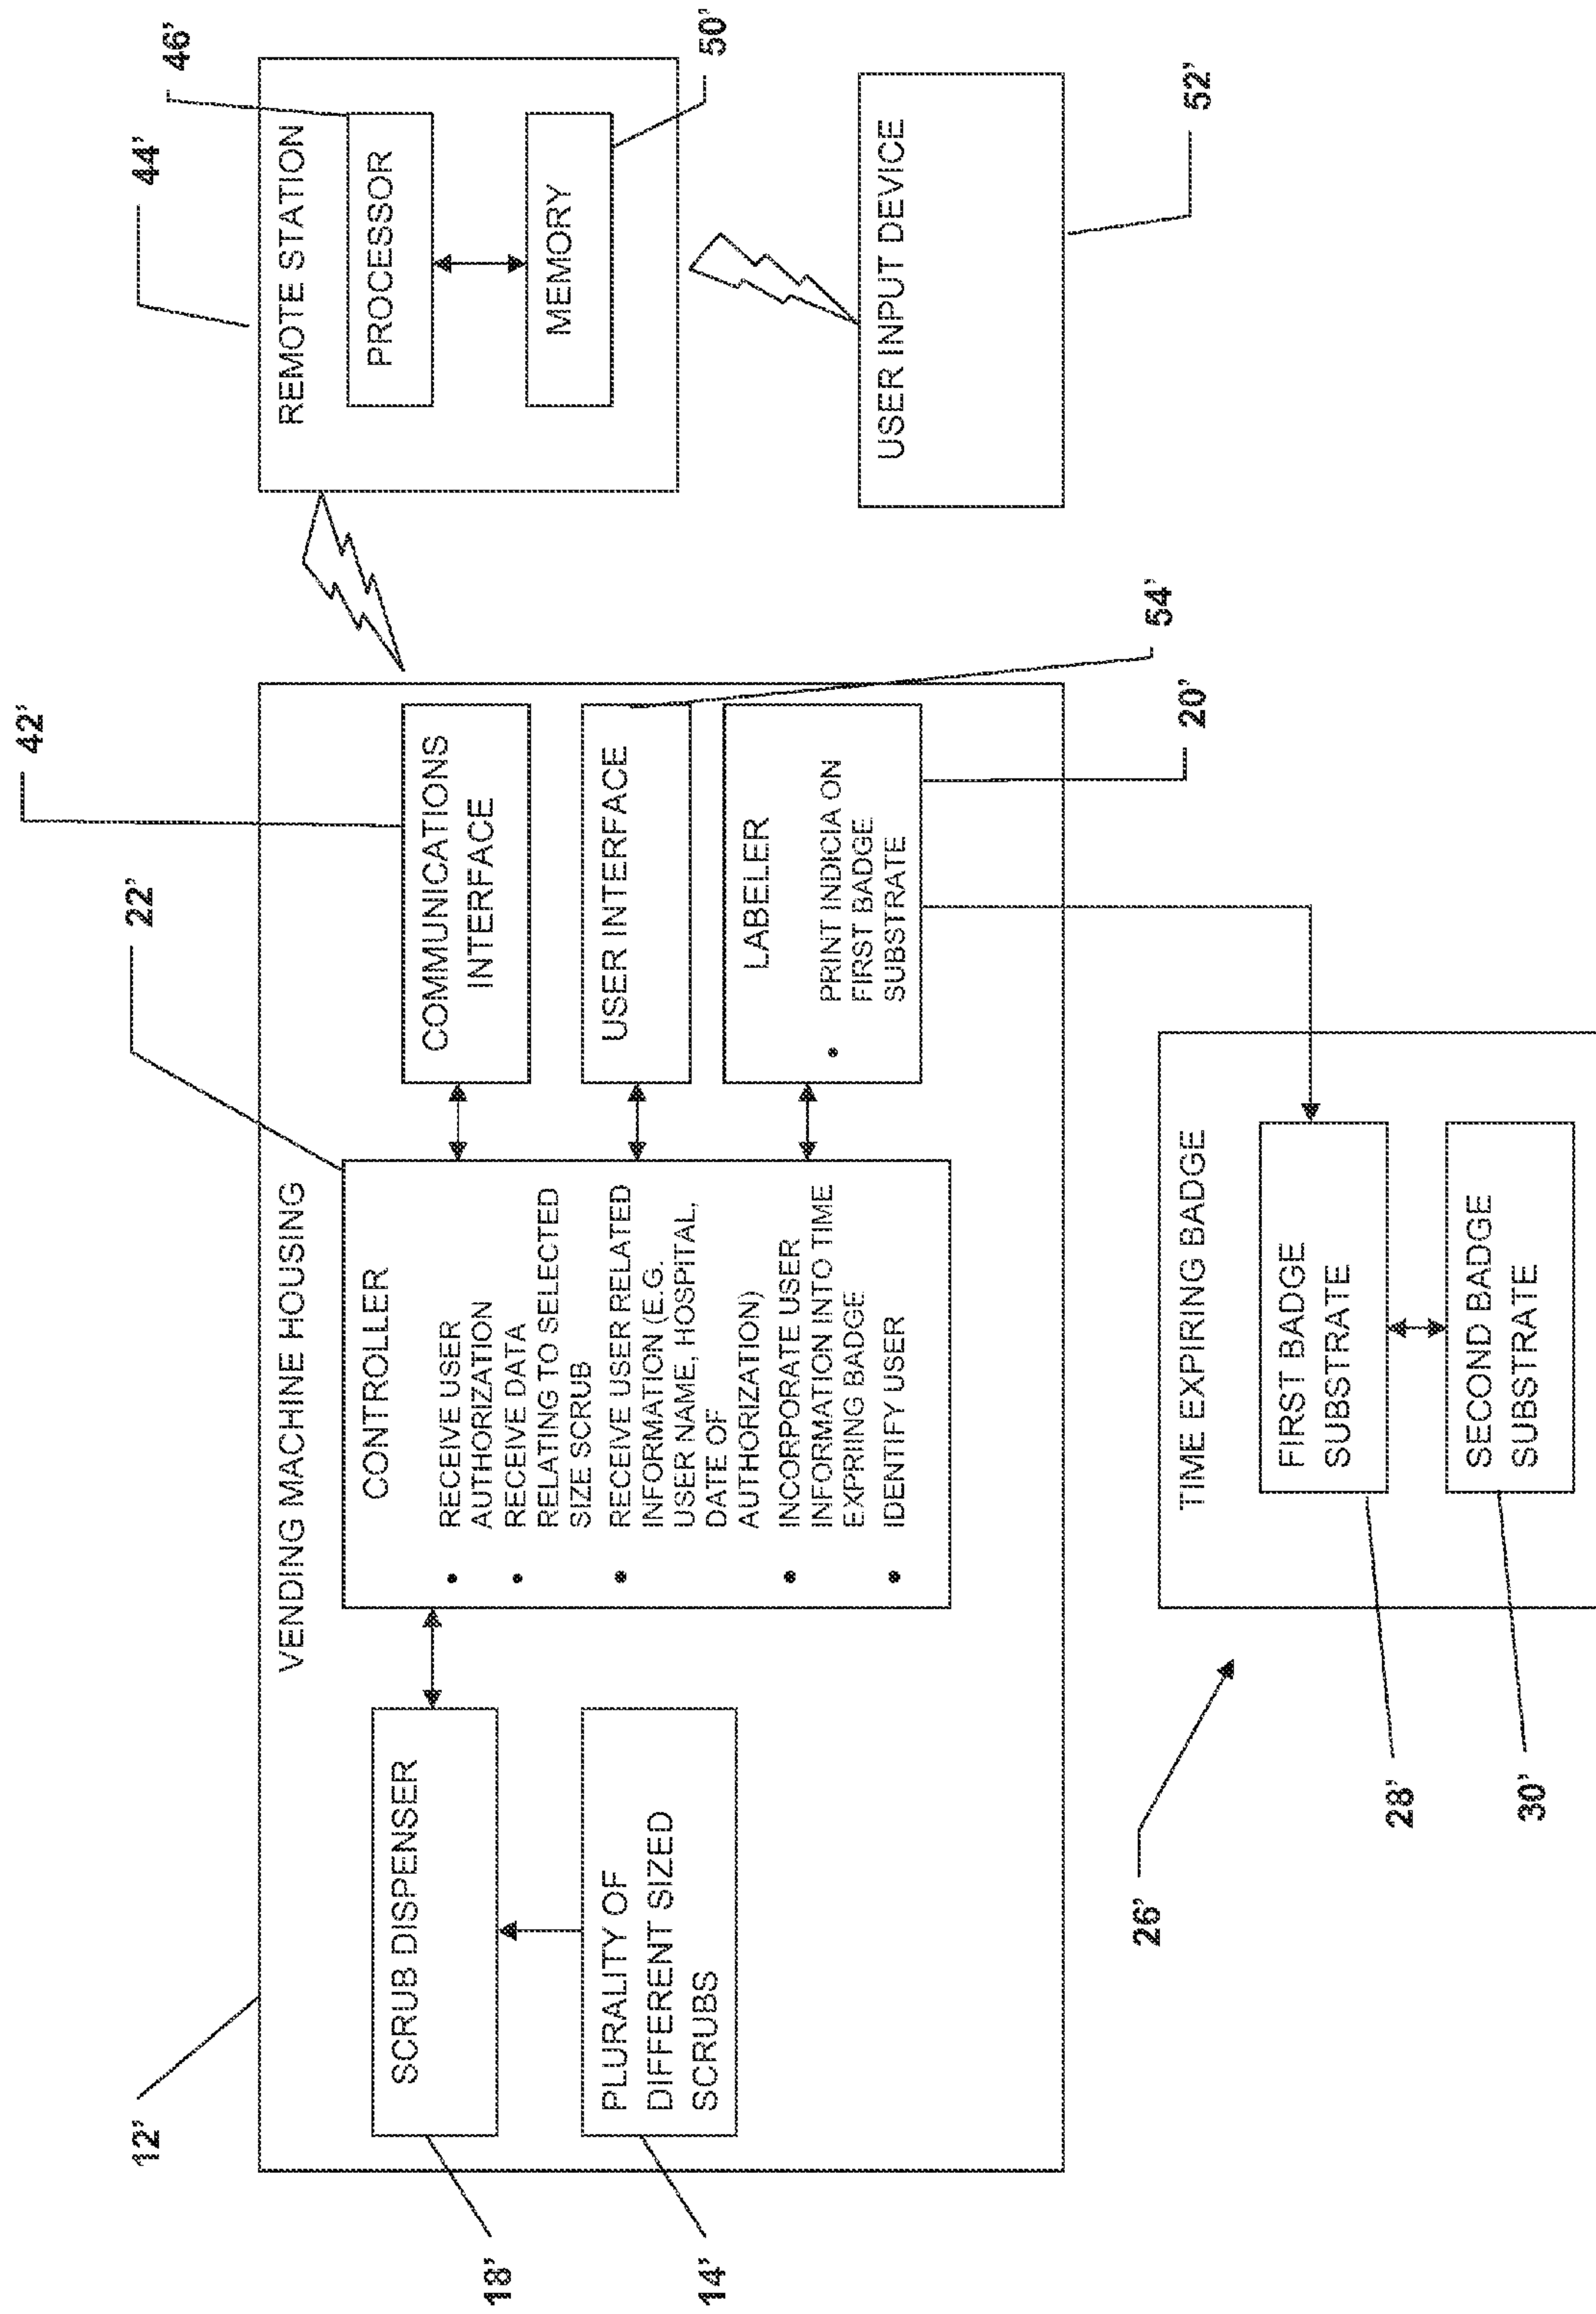 12'
VENDING MACHINE HOUSING
18'
SCRUB DISPENSER
14'
PLURALITY OF
DIFFERENT SIZED
SCRUBS
22'
CONTROLLER
• RECEIVE USER
AUTHORIZATION
• RECEIVE DATA
RELATING TO SELECTED
SIZE SCRUB
• RECEIVE USER RELATED
INFORMATION (E.G.
USER NAME, HOSPITAL,
DATE OF
AUTHORIZATION)
• INCORPORATE USER
INFORMATION INTO TIME
EXPRIING BADGE
• IDENTIFY USER
42'
COMMUNICATIONS
INTERFACE
USER INTERFACE
54'
LABELER
• PRINT INDICIA ON
FIRST BADGE
SUBSTRATE
20'
44'
REMOTE STATION
46'
PROCESSOR
MEMORY
50'
USER INPUT DEVICE
52'
26'
TIME EXPIRING BADGE
FIRST BADGE
SUBSTRATE
28'
SECOND BADGE
SUBSTRATE
30'